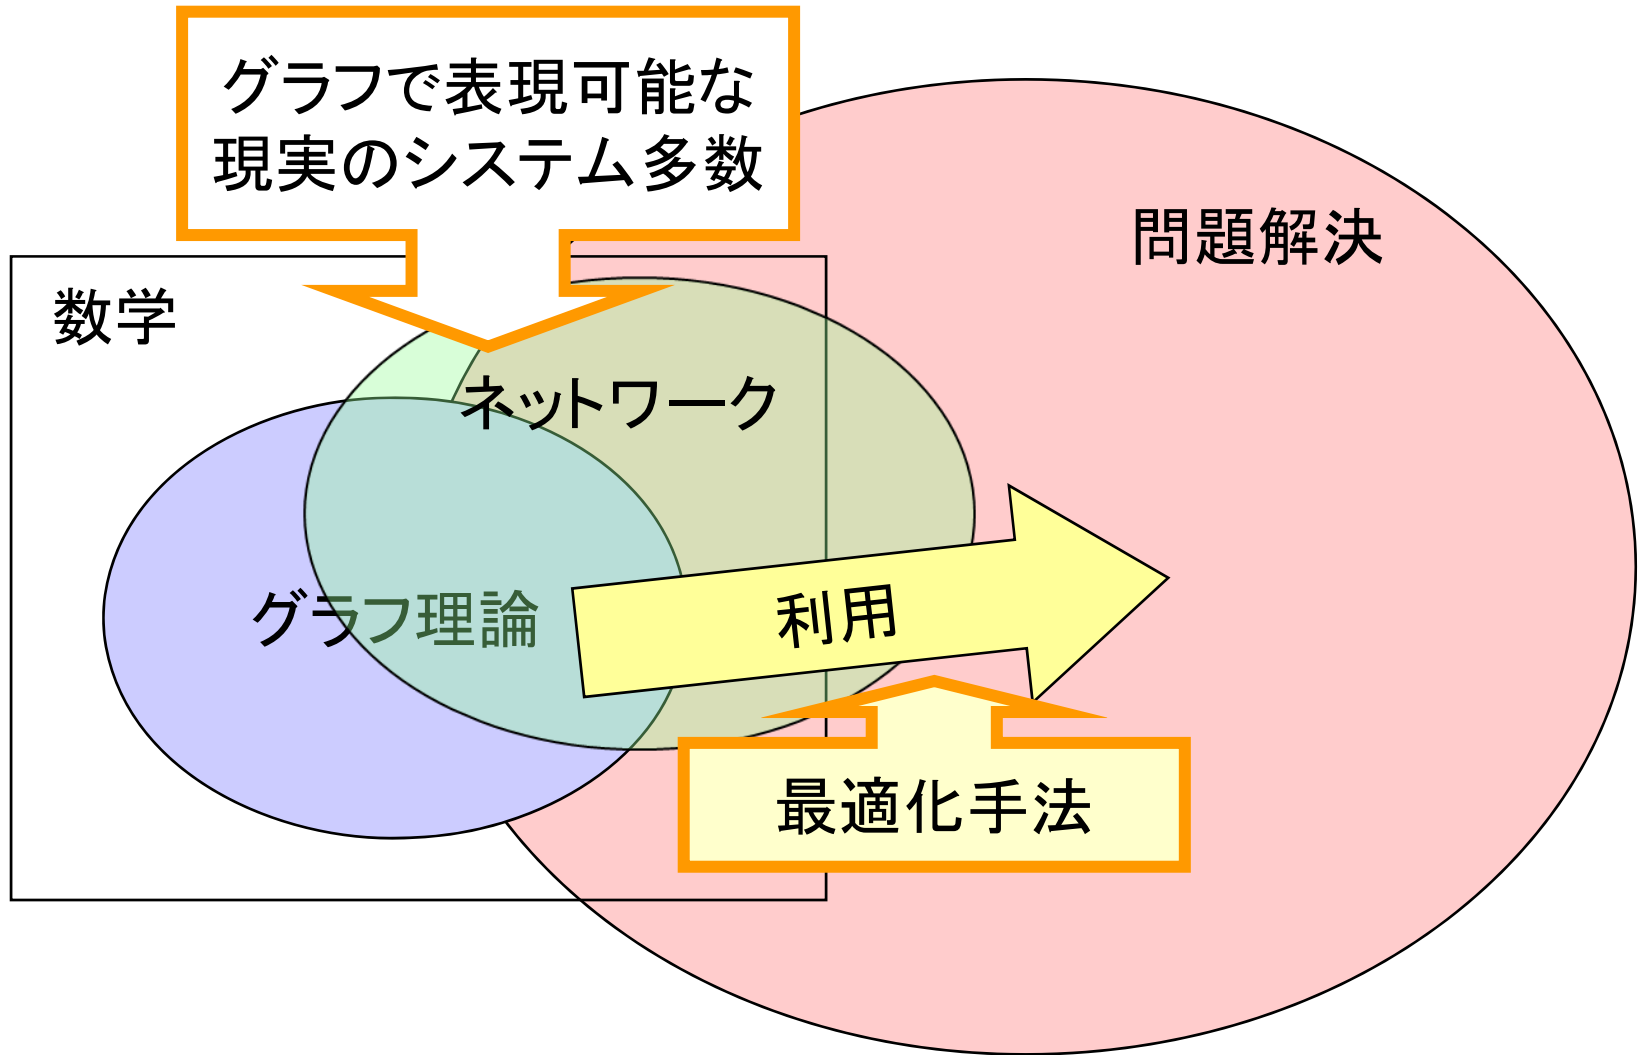 グラフで表現可能な
現実のシステム多数
問題解決
数学
ネットワーク
グラフ理論
利用
最適化手法